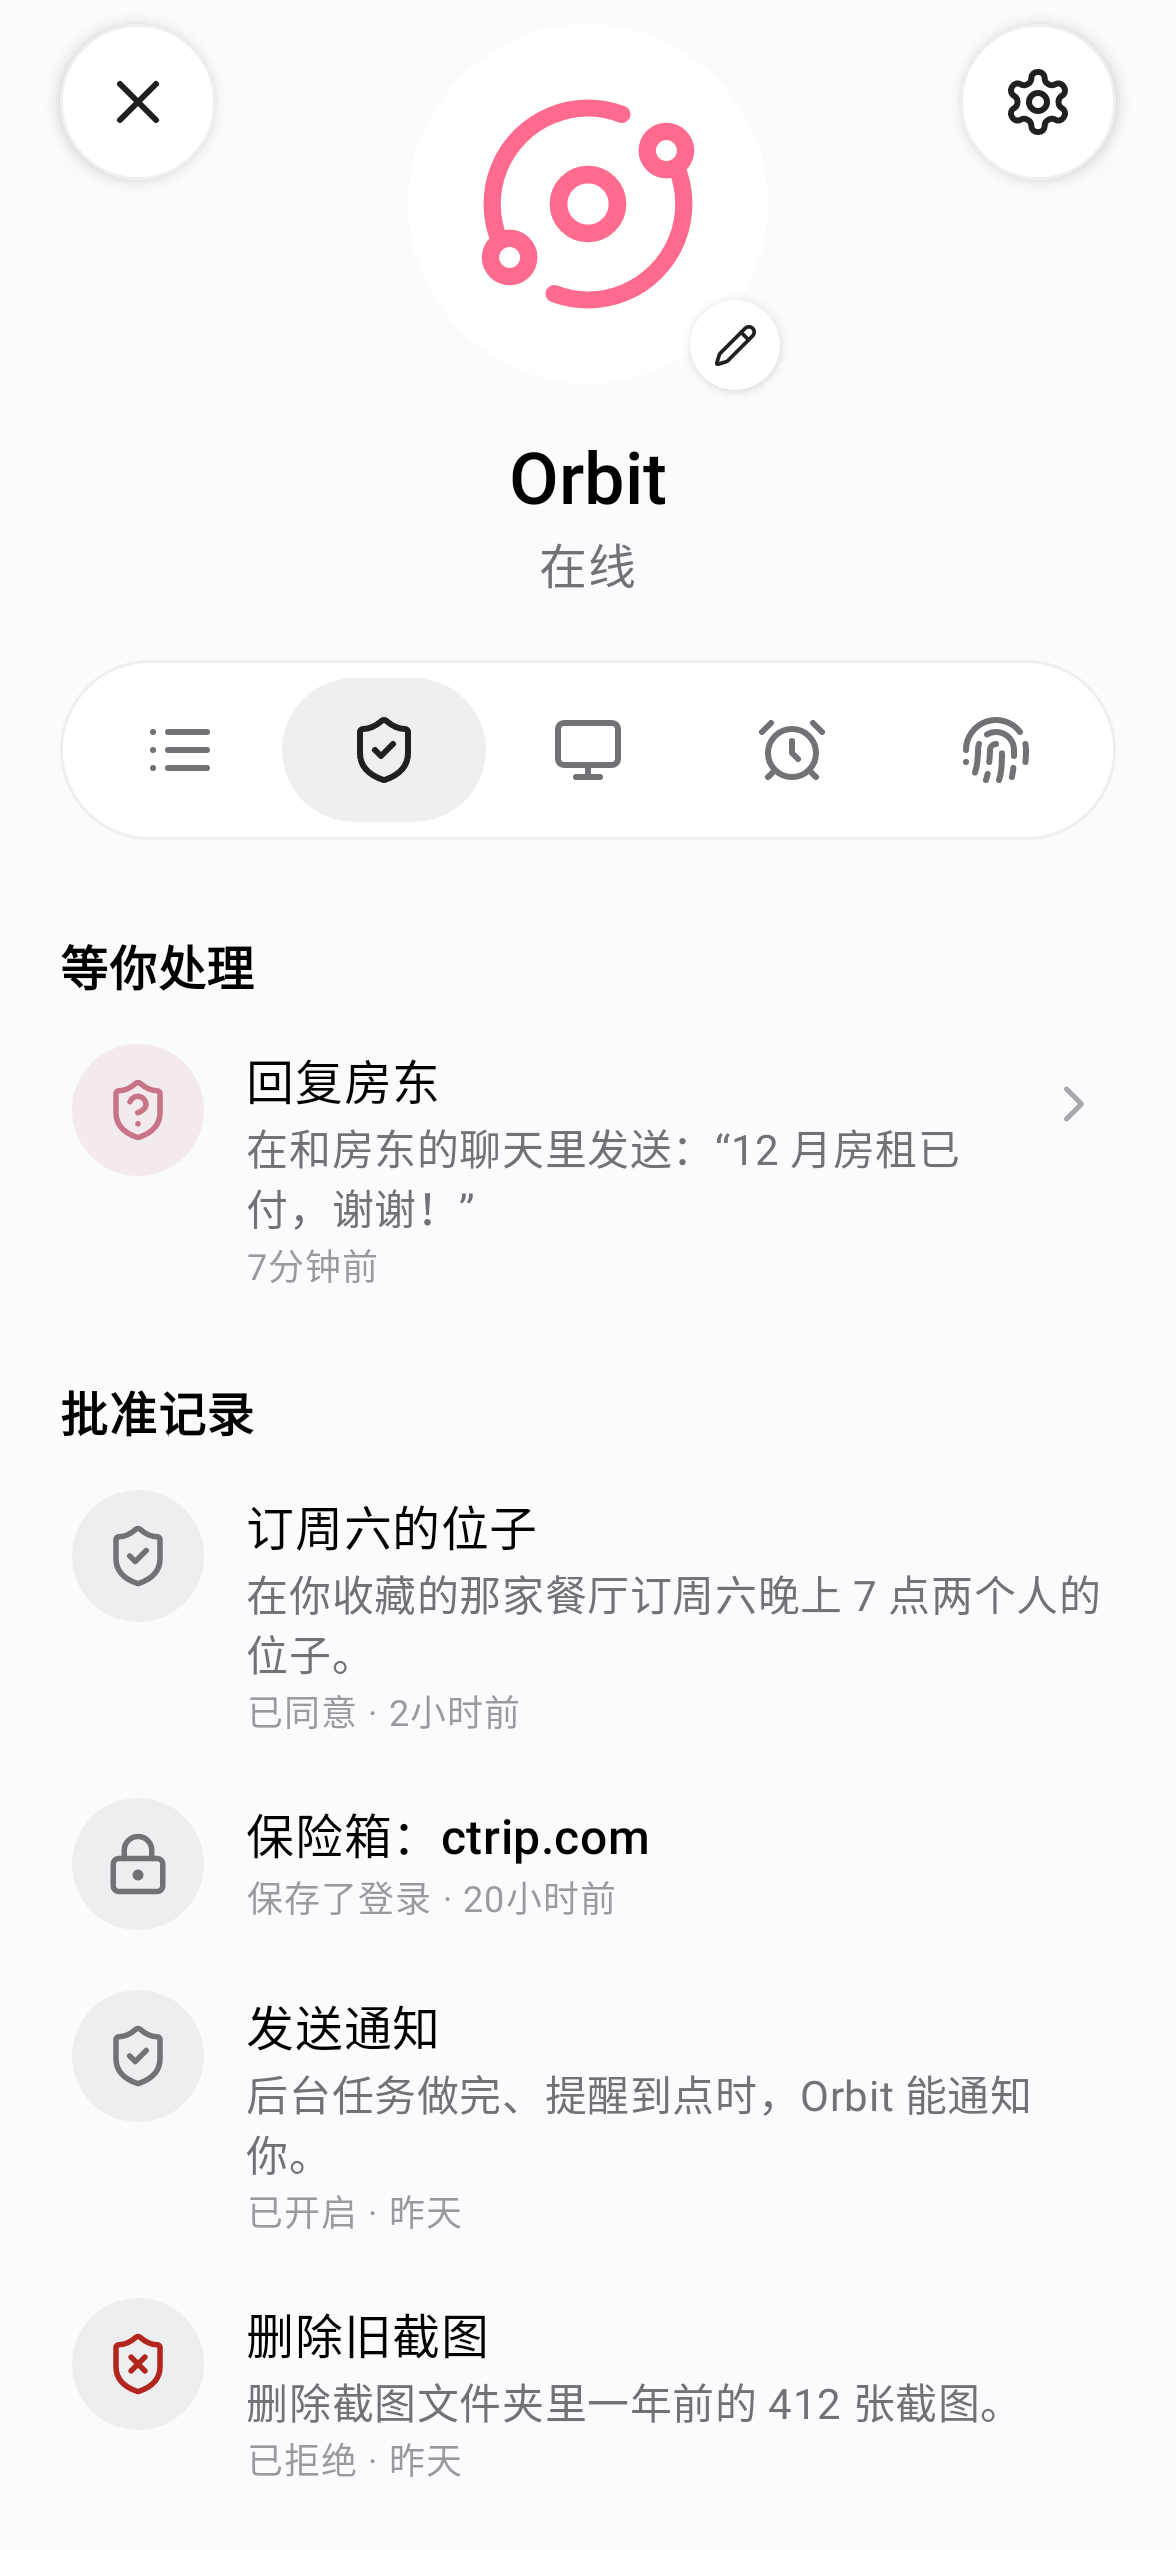 Orbit
在线
等你处理
回复房东
在和房东的聊天里发送：“12 月房租已
付，谢谢！”
7分钟前
批准记录
订周六的位子
在你收藏的那家餐厅订周六晚上 7 点两个人的
位子。
已同意 · 2小时前
保险箱：ctrip.com
保存了登录 · 20小时前
发送通知
后台任务做完、提醒到点时，Orbit 能通知
你。
已开启 · 昨天
删除旧截图
删除截图文件夹里一年前的 412 张截图。
已拒绝 · 昨天